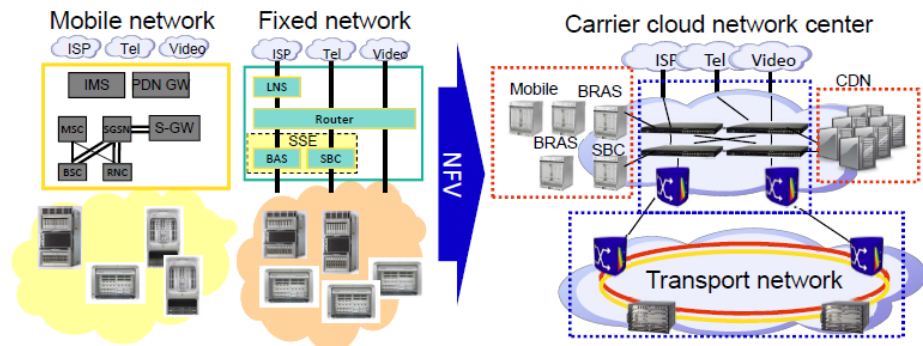 Mobile network
ISP
Tel
Video
IMS
PDN GW
MSC
SGSN
S-GW
BSC
RNC
Fixed network
ISP
Tel
Video
LNS
Router
SSE
BAS
SBC
NFV
Carrier cloud network center
ISP
Tel
Video
Mobile
BRAS
BRAS
SBC
CDN
Transport network